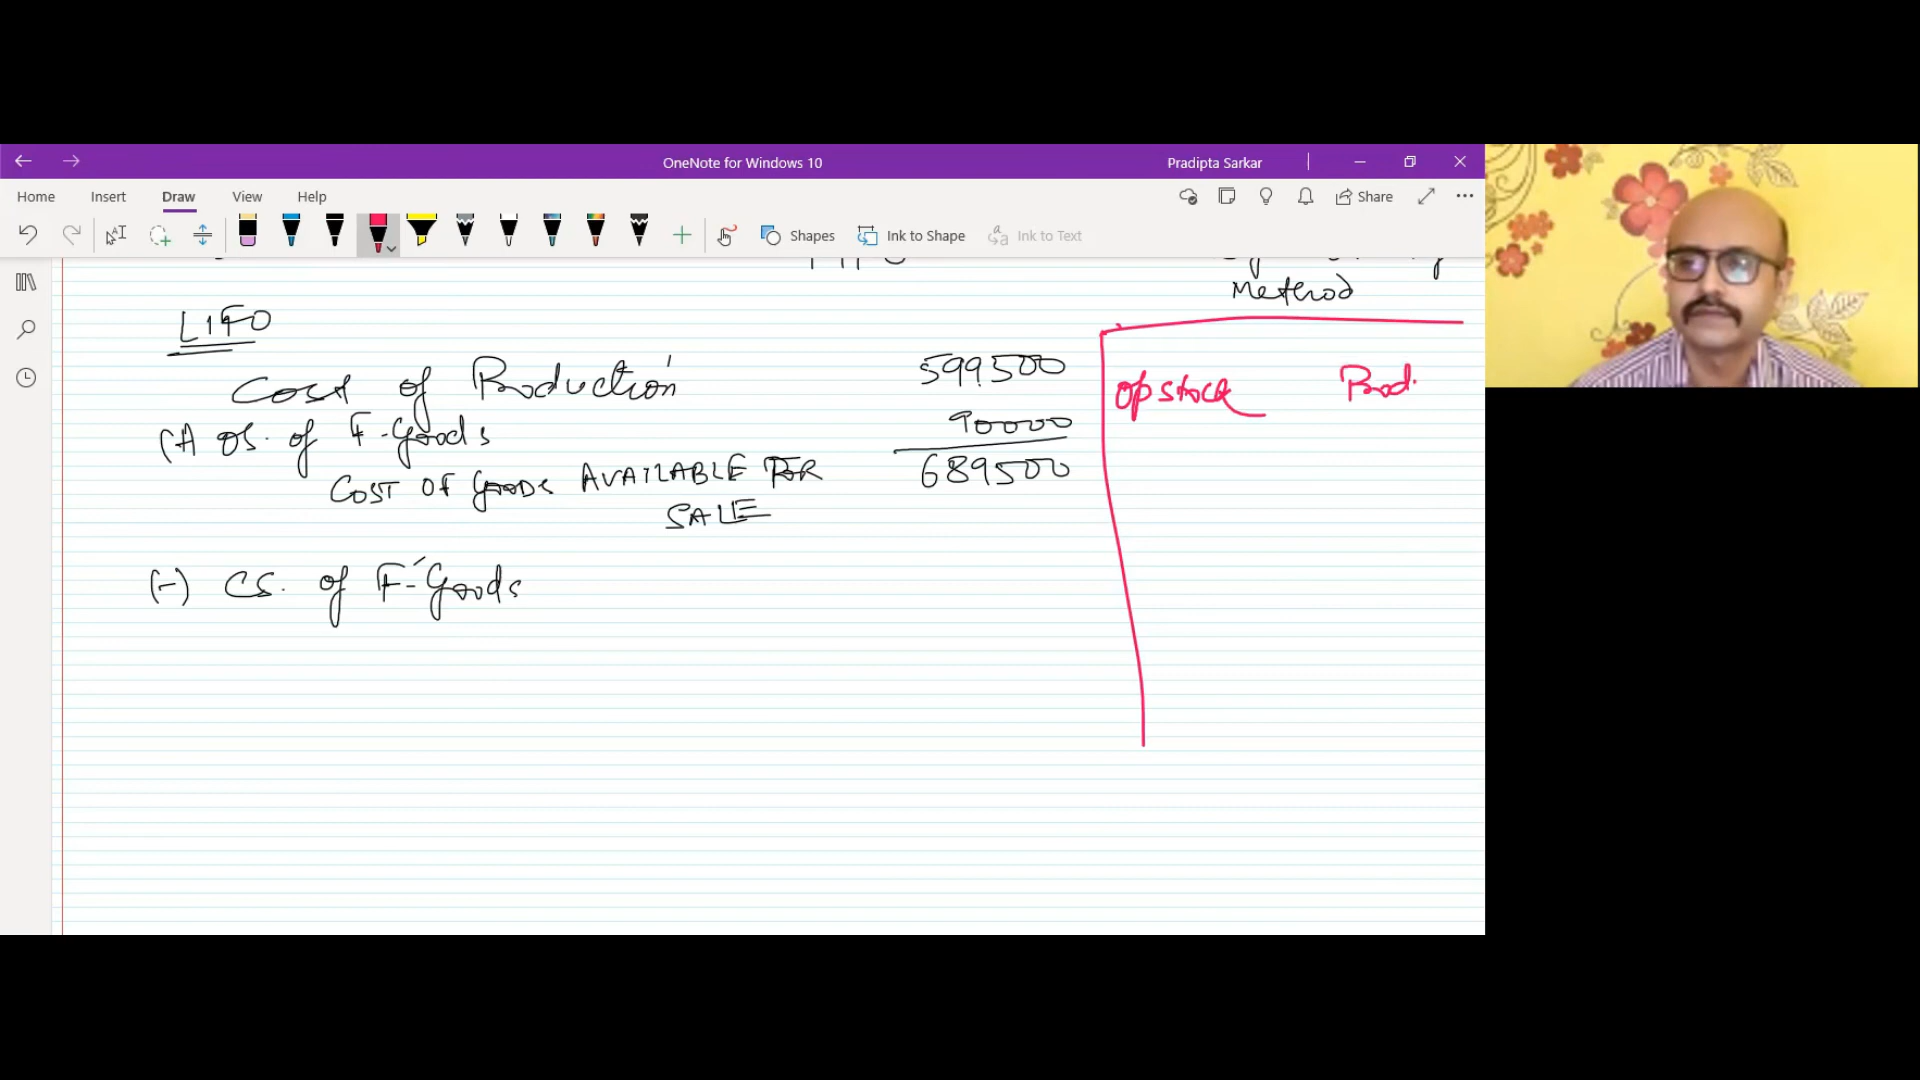 OneNote for Windows 10
Pradipta Sarkar
Home Insert Draw View Help
Share
Shapes Ink to Shape Ink to Text
Method
LIFO
Cost of Production 599500
OS. of F-Goods 90000
COST OF GOODS AVAILABLE FOR 689500
SALE
(-) CS. of F-Goods
op stock Prod.